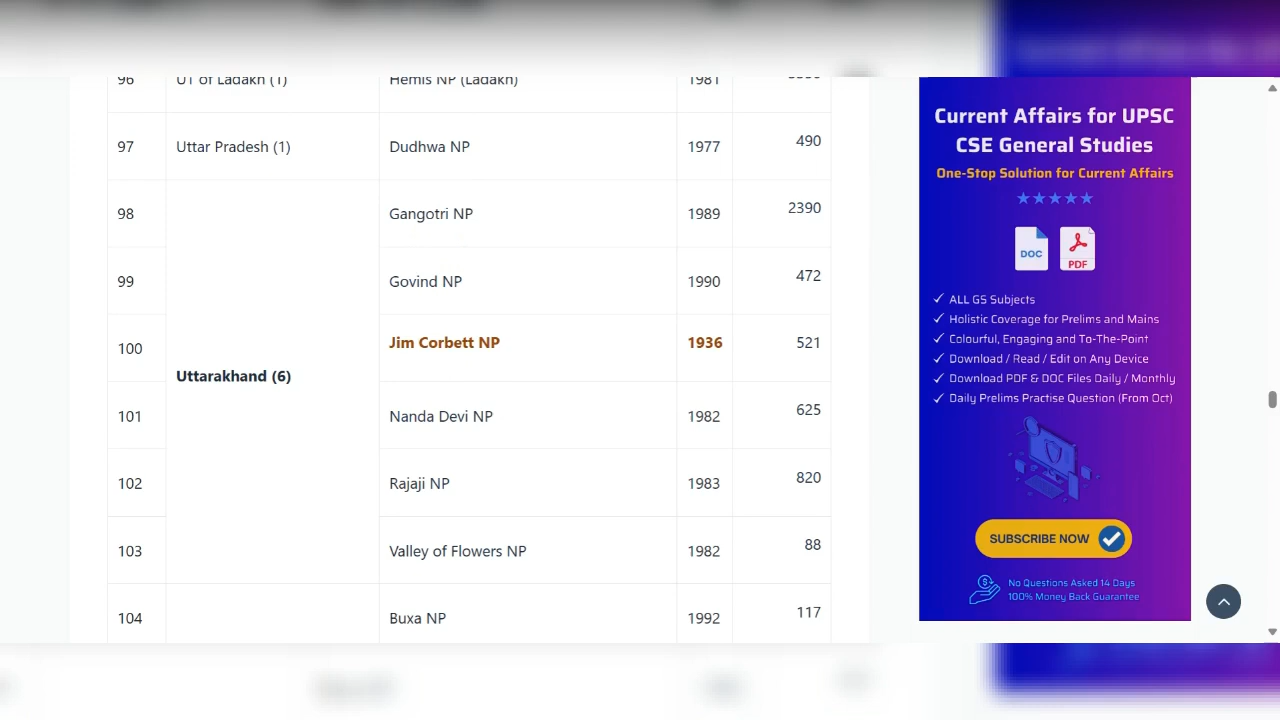 96 UT of Ladakh (1) Hemis NP (Ladakh) 1981
97 Uttar Pradesh (1) Dudhwa NP 1977 490
98 Gangotri NP 1989 2390
99 Govind NP 1990 472
100 Jim Corbett NP 1936 521
Uttarakhand (6)
101 Nanda Devi NP 1982 625
102 Rajaji NP 1983 820
103 Valley of Flowers NP 1982 88
104 Buxa NP 1992 117
Current Affairs for UPSC
CSE General Studies
One-Stop Solution for Current Affairs
DOC PDF
ALL GS Subjects
Holistic Coverage for Prelims and Mains
Colourful, Engaging and To-The-Point
Download / Read / Edit on Any Device
Download PDF & DOC Files Daily / Monthly
Daily Prelims Practise Question (From Oct)
SUBSCRIBE NOW
No Questions Asked 14 Days
100% Money Back Guarantee